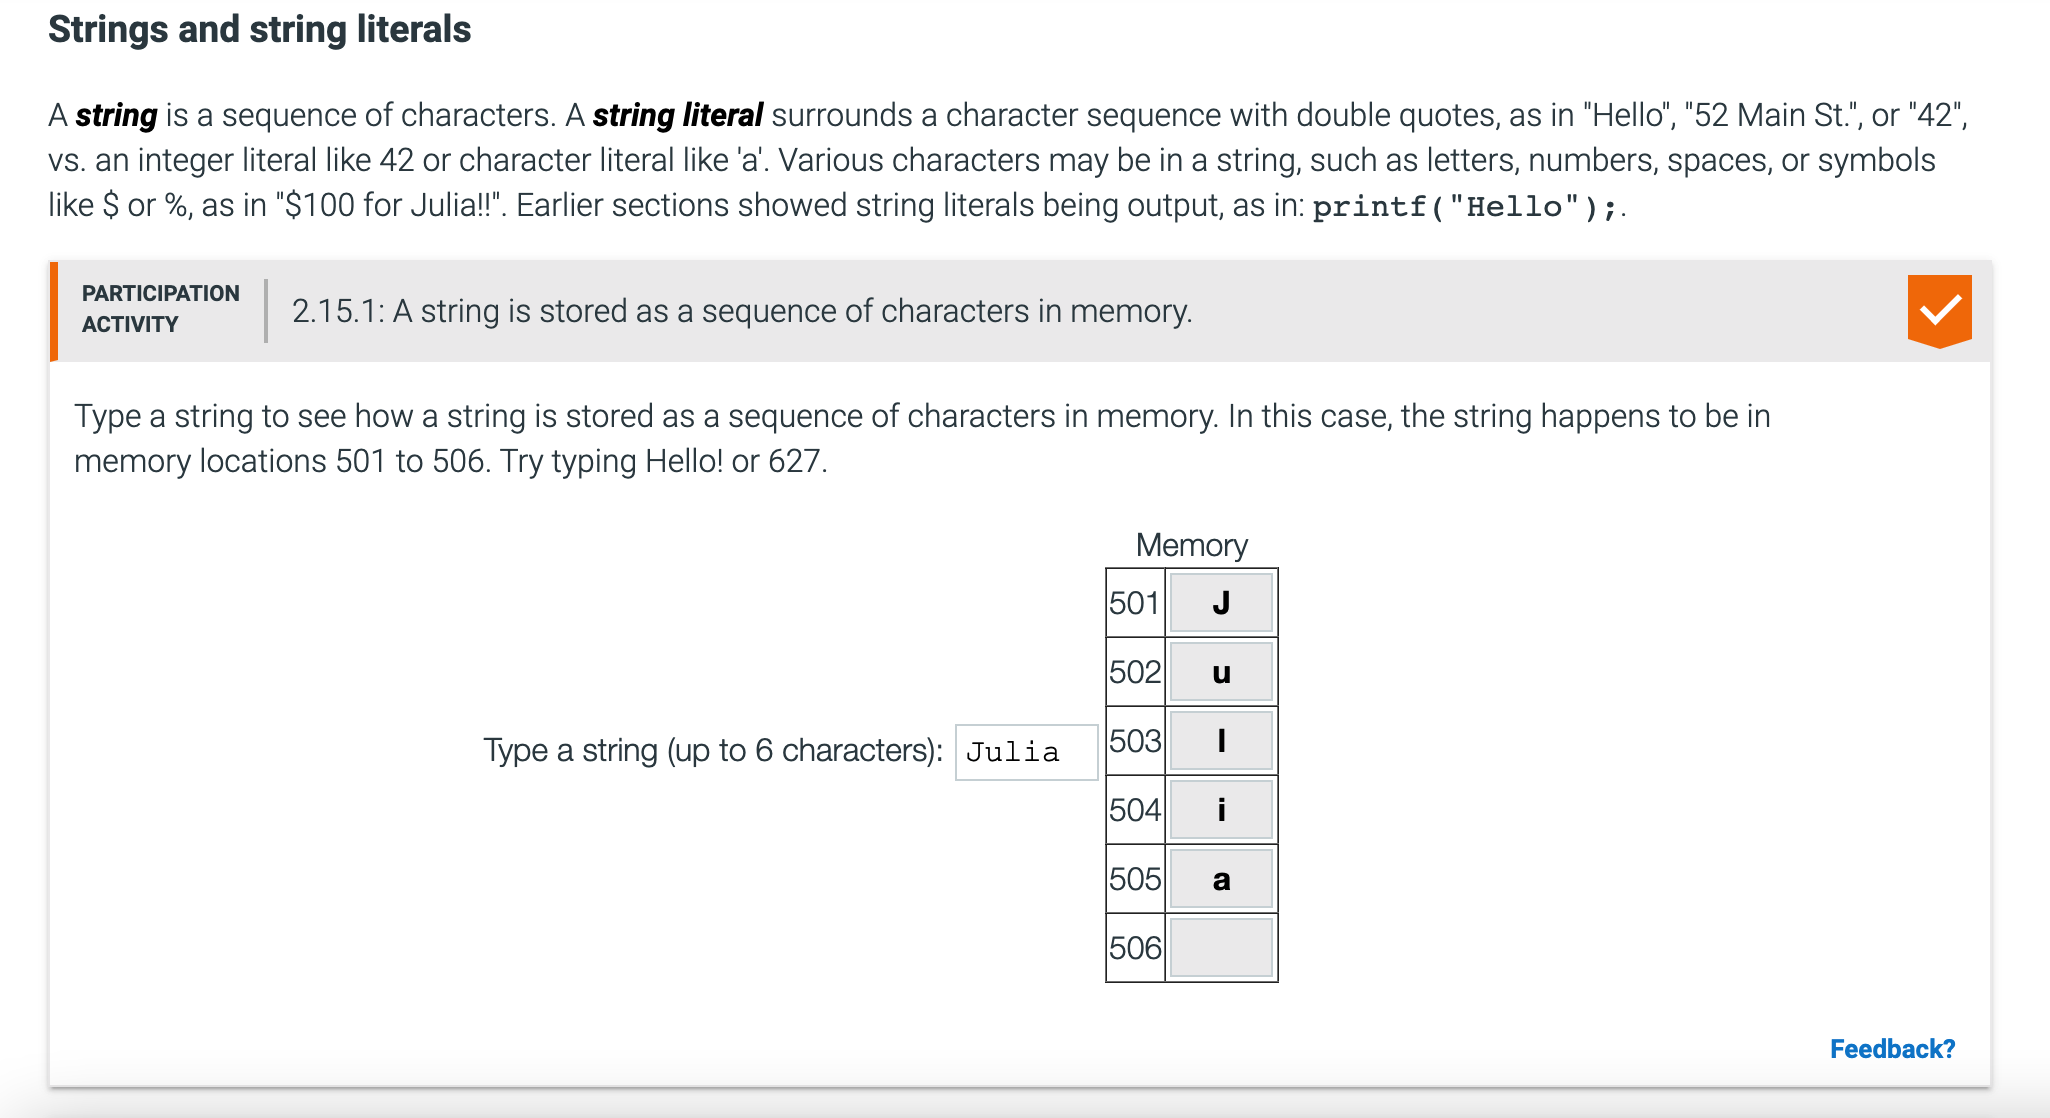 Strings and string literals
A string is a sequence of characters. A string literal surrounds a character sequence with double quotes, as in "Hello", "52 Main St.", or "42",
vs. an integer literal like 42 or character literal like 'a'. Various characters may be in a string, such as letters, numbers, spaces, or symbols
like $ or %, as in "$100 for Julia!!". Earlier sections showed string literals being output, as in: printf("Hello");.
PARTICIPATION
ACTIVITY
2.15.1: A string is stored as a sequence of characters in memory.
Type a string to see how a string is stored as a sequence of characters in memory. In this case, the string happens to be in
memory locations 501 to 506. Try typing Hello! or 627.
Memory
501 J
502 u
Type a string (up to 6 characters): Julia
503 l
504 i
505 a
506
Feedback?